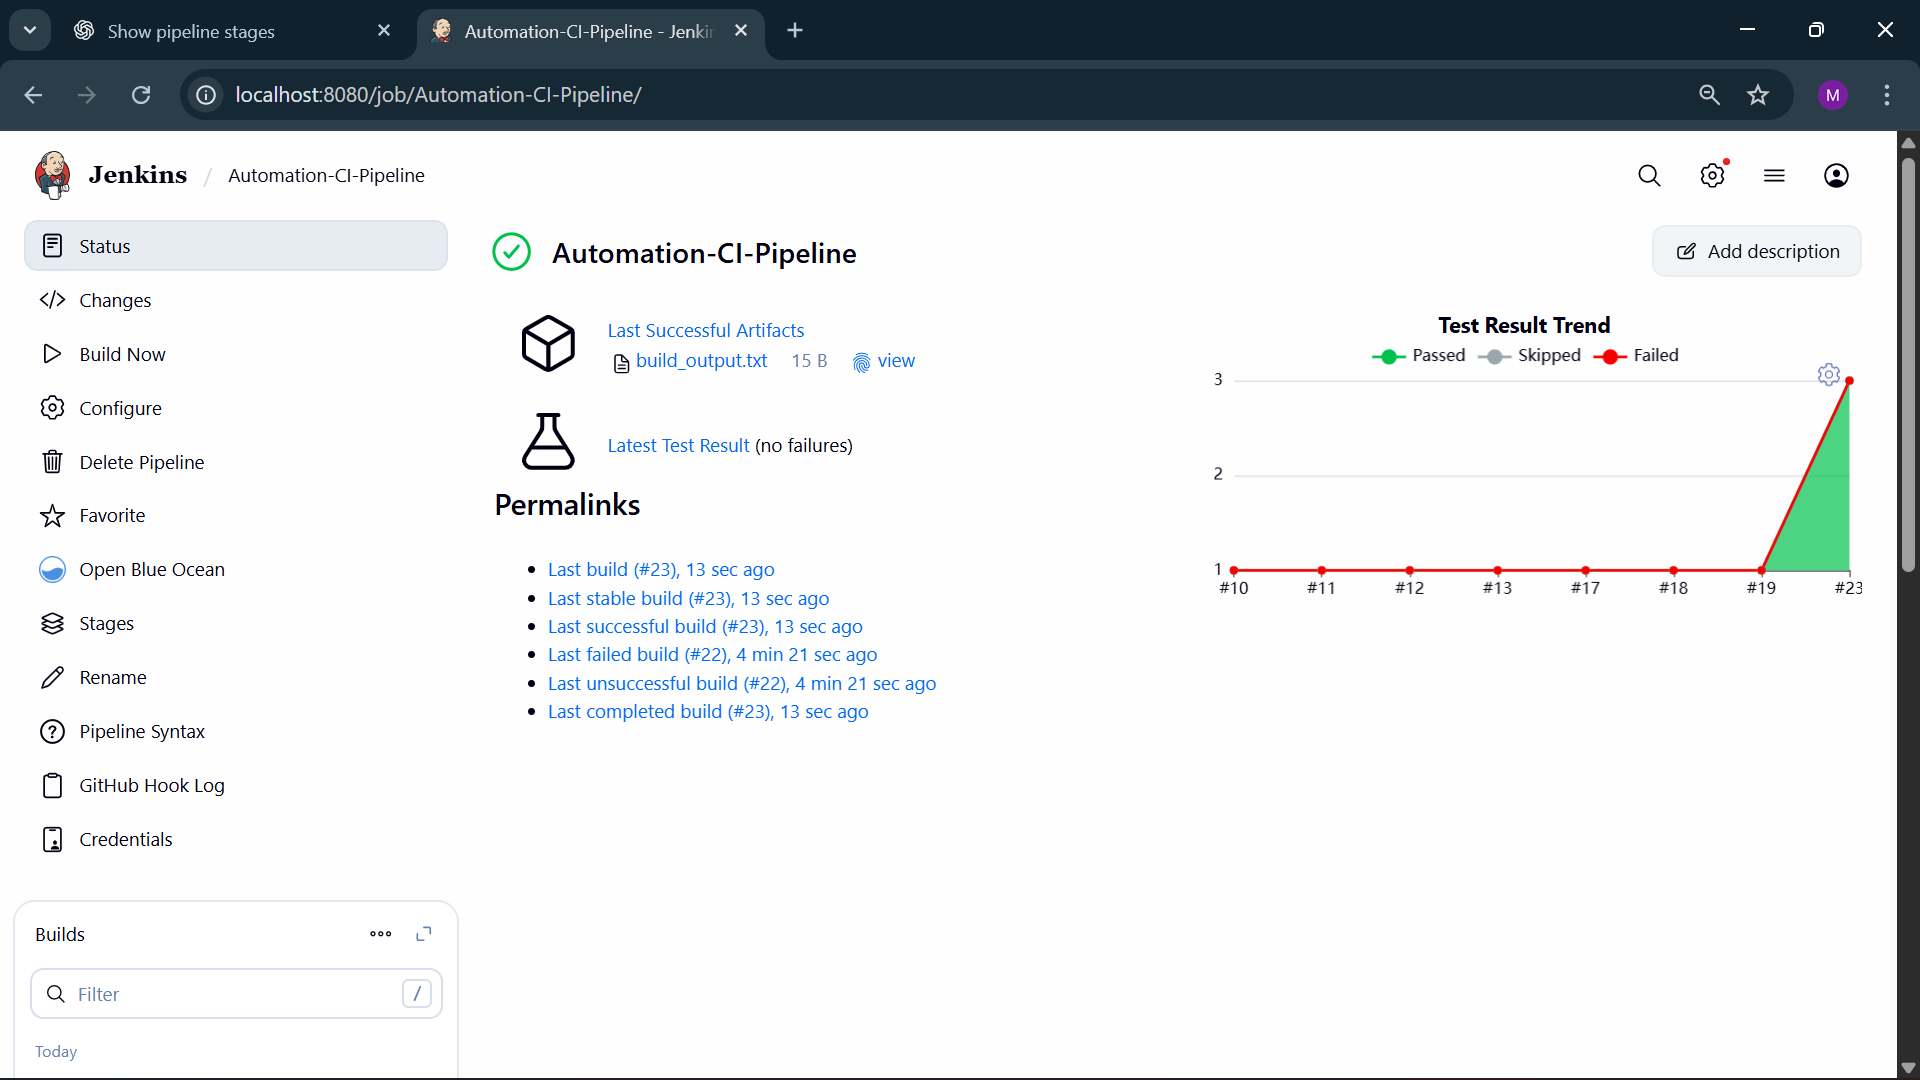 Show pipeline stages
Automation-CI-Pipeline - Jenkin
localhost:8080/job/Automation-CI-Pipeline/
M
Jenkins / Automation-CI-Pipeline
Status
Changes
Build Now
Configure
Delete Pipeline
Favorite
Open Blue Ocean
Stages
Rename
Pipeline Syntax
GitHub Hook Log
Credentials
Builds
Filter
/
Today
Automation-CI-Pipeline
Add description
Last Successful Artifacts
build_output.txt 15 B view
Latest Test Result (no failures)
Permalinks
Last build (#23), 13 sec ago
Last stable build (#23), 13 sec ago
Last successful build (#23), 13 sec ago
Last failed build (#22), 4 min 21 sec ago
Last unsuccessful build (#22), 4 min 21 sec ago
Last completed build (#23), 13 sec ago
Test Result Trend
Passed Skipped Failed
3
2
1
#10 #11 #12 #13 #17 #18 #19 #23